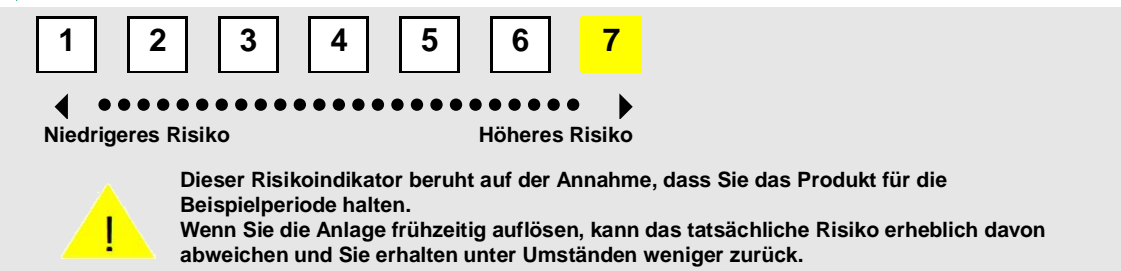 1 2 3 4 5 6 7
Niedrigeres Risiko Höheres Risiko
Dieser Risikoindikator beruht auf der Annahme, dass Sie das Produkt für die
Beispielperiode halten.
Wenn Sie die Anlage frühzeitig auflösen, kann das tatsächliche Risiko erheblich davon
abweichen und Sie erhalten unter Umständen weniger zurück.
!